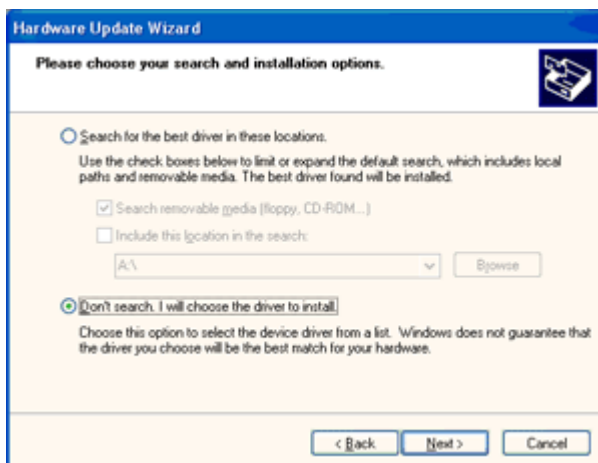 Hardware Update Wizard
Please choose your search and installation options.
Search for the best driver in these locations.
Use the check boxes below to limit or expand the default search, which includes local
paths and removable media. The best driver found will be installed.
Search removable media (floppy, CD-ROM...)
Include this location in the search:
A:\
Browse
Don't search. I will choose the driver to install.
Choose this option to select the device driver from a list. Windows does not guarantee that
the driver you choose will be the best match for your hardware.
< Back Next > Cancel